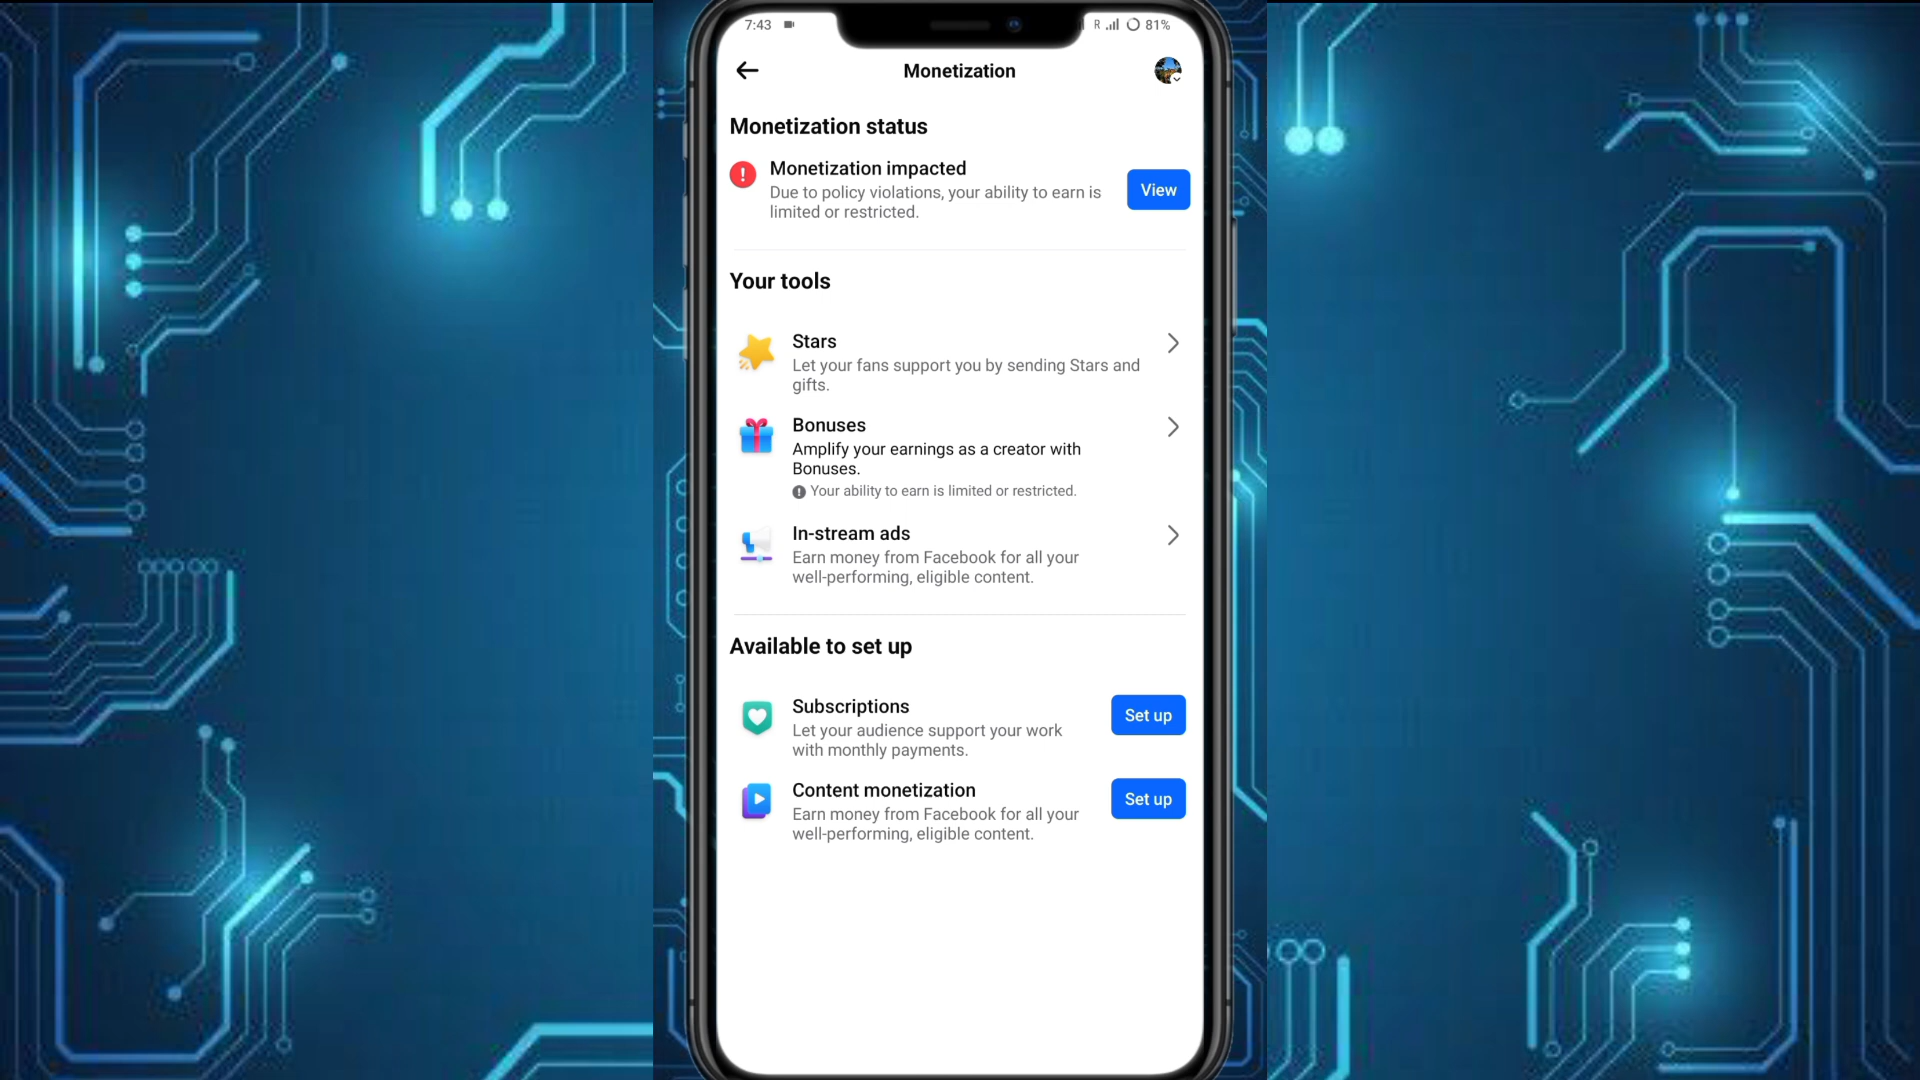 7:43
R 81%
Monetization
Monetization status
Monetization impacted
Due to policy violations, your ability to earn is
limited or restricted.
View
Your tools
Stars
Let your fans support you by sending Stars and
gifts.
Bonuses
Amplify your earnings as a creator with
Bonuses.
Your ability to earn is limited or restricted.
In-stream ads
Earn money from Facebook for all your
well-performing, eligible content.
Available to set up
Subscriptions
Let your audience support your work
with monthly payments.
Set up
Content monetization
Earn money from Facebook for all your
well-performing, eligible content.
Set up